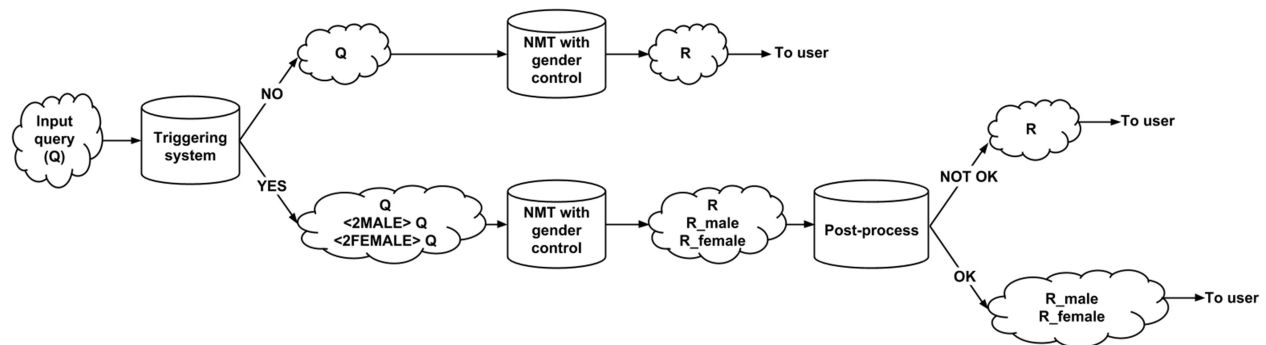 Input
query
(Q)
Triggering
system
NO
Q
NMT with
gender
control
R
To user
YES
Q
<2MALE> Q
<2FEMALE> Q
NMT with
gender
control
R
R_male
R_female
Post-process
NOT OK
R
To user
OK
R_male
R_female
To user